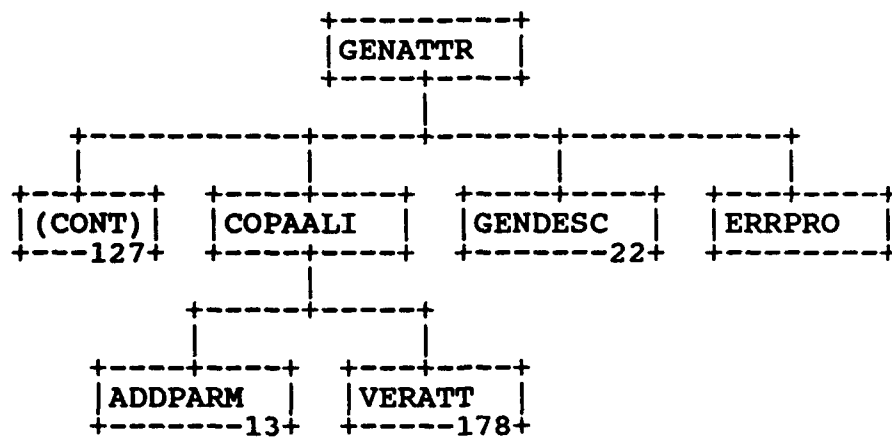 GENATTR
(CONT) COPAALI GENDESC ERRPRO
127 22
ADDPARM VERATT
13 178